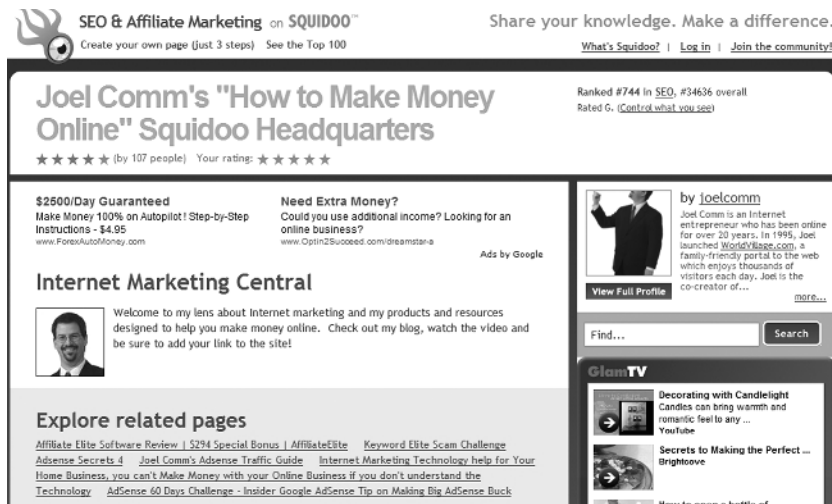 SEO & Affiliate Marketing on SQUIDOO™
Create your own page (just 3 steps) See the Top 100
Share your knowledge. Make a difference.
What's Squidoo? | Log in | Join the community!
Joel Comm's "How to Make Money
Online" Squidoo Headquarters
(by 107 people) Your rating:
Ranked #744 in SEO, #34636 overall
Rated G. (Control what you see)
$2500/Day Guaranteed
Make Money 100% on Autopilot! Step-by-Step
Instructions - $4.95
www.ForexAutoMoney.com
Need Extra Money?
Could you use additional income? Looking for an
online business?
www.Optin2Succeed.com/dreamstar-a
Ads by Google
Internet Marketing Central
Welcome to my lens about Internet marketing and my products and resources
designed to help you make money online. Check out my blog, watch the video and
be sure to add your link to the site!
Explore related pages
Affiliate Elite Software Review | $294 Special Bonus | AffiliateElite Keyword Elite Scam Challenge
Adsense Secrets 4 Joel Comm's Adsense Traffic Guide Internet Marketing Technology help for Your
Home Business, you can't Make Money with your Online Business if you don't understand the
Technology AdSense 60 Days Challenge - Insider Google AdSense Tip on Making Big AdSense Buck
by joelcomm
Joel Comm is an Internet
entrepreneur who has been online
for over 20 years. In 1995, Joel
launched WorldVillage.com, a
family-friendly portal to the web
which enjoys thousands of
visitors each day. Joel is the
co-creator of...
more...
View Full Profile
Find...
Search
GlamTV
Decorating with Candlelight
Candles can bring warmth and
romantic feel to any ...
YouTube
Secrets to Making the Perfect ...
Brightcove
How to open a bottle of